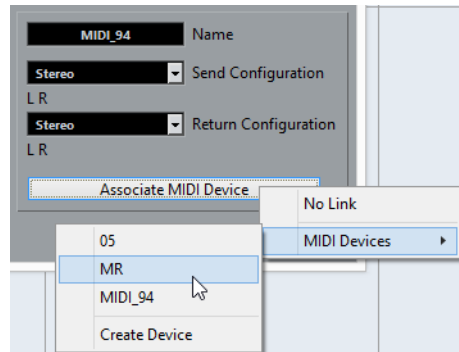 MIDI_94 Name
Stereo Send Configuration
L R
Stereo Return Configuration
L R
Associate MIDI Device
No Link
MIDI Devices
05
MR
MIDI_94
Create Device